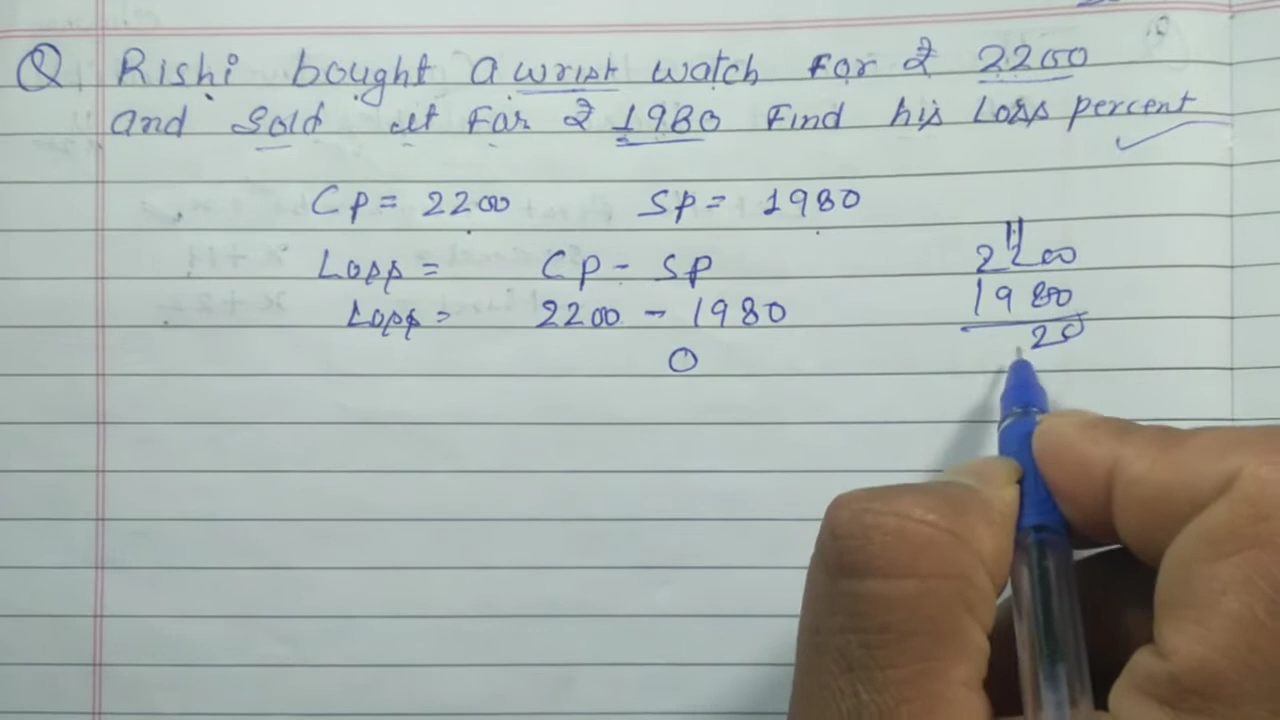 Q Rishi bought a wrist watch For ₹ 2200
and Sold it For ₹ 1980 Find his Loss percent
CP = 2200 SP = 1980
Loss = CP - SP
Loss = 2200 - 1980
0
11
2200
1980
20